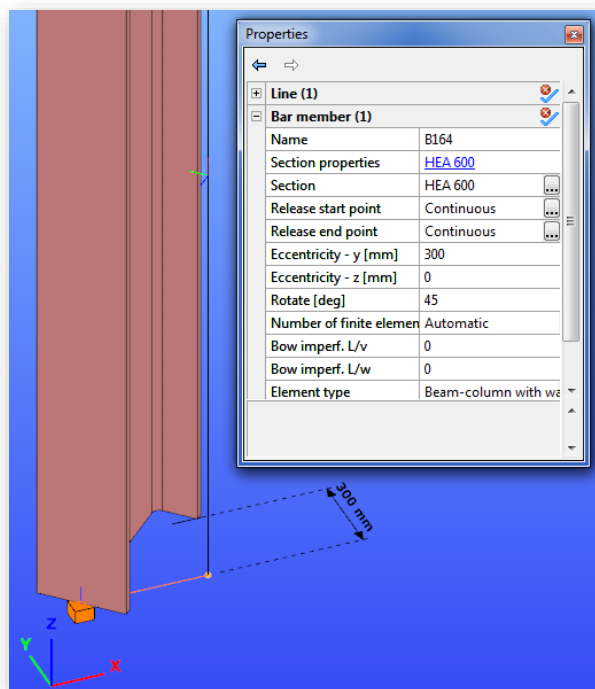 Properties
Line (1)
Bar member (1)
Name B164
Section properties HEA 600
Section HEA 600 ...
Release start point Continuous ...
Release end point Continuous ...
Eccentricity - y [mm] 300
Eccentricity - z [mm] 0
Rotate [deg] 45
Number of finite elemen Automatic
Bow imperf. L/v 0
Bow imperf. L/w 0
Element type Beam-column with wa
300 mm
Z
Y
X